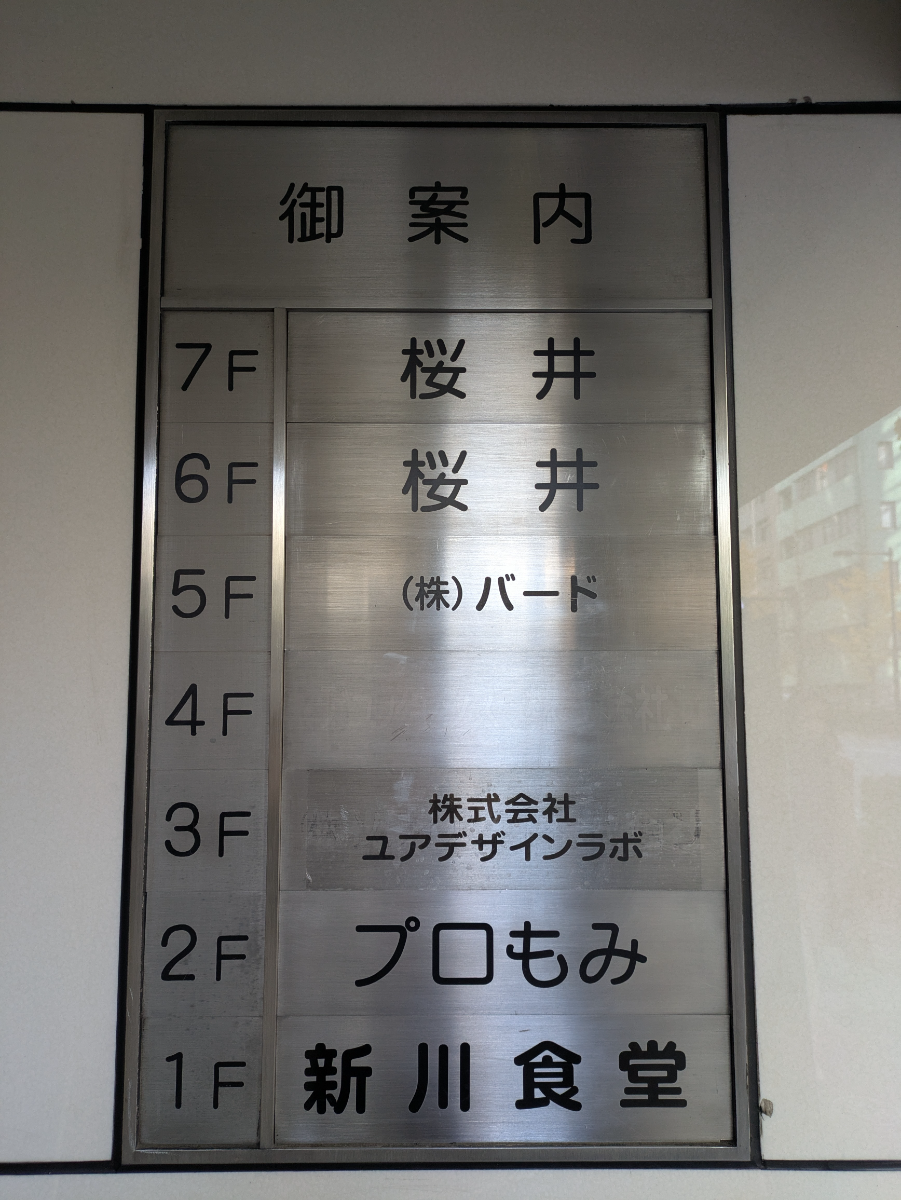 御案内
7F 桜井
6F 桜井
5F (株)バード
4F
3F 株式会社
ユアデザインラボ
2F プロもみ
1F 新川食堂